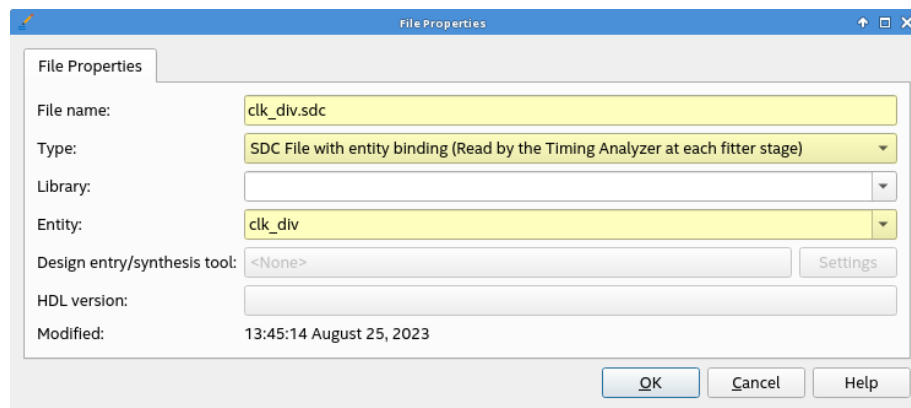 File Properties
File Properties
File name: clk_div.sdc
Type: SDC File with entity binding (Read by the Timing Analyzer at each fitter stage)
Library:
Entity: clk_div
Design entry/synthesis tool: <None> Settings
HDL version:
Modified: 13:45:14 August 25, 2023
OK Cancel Help